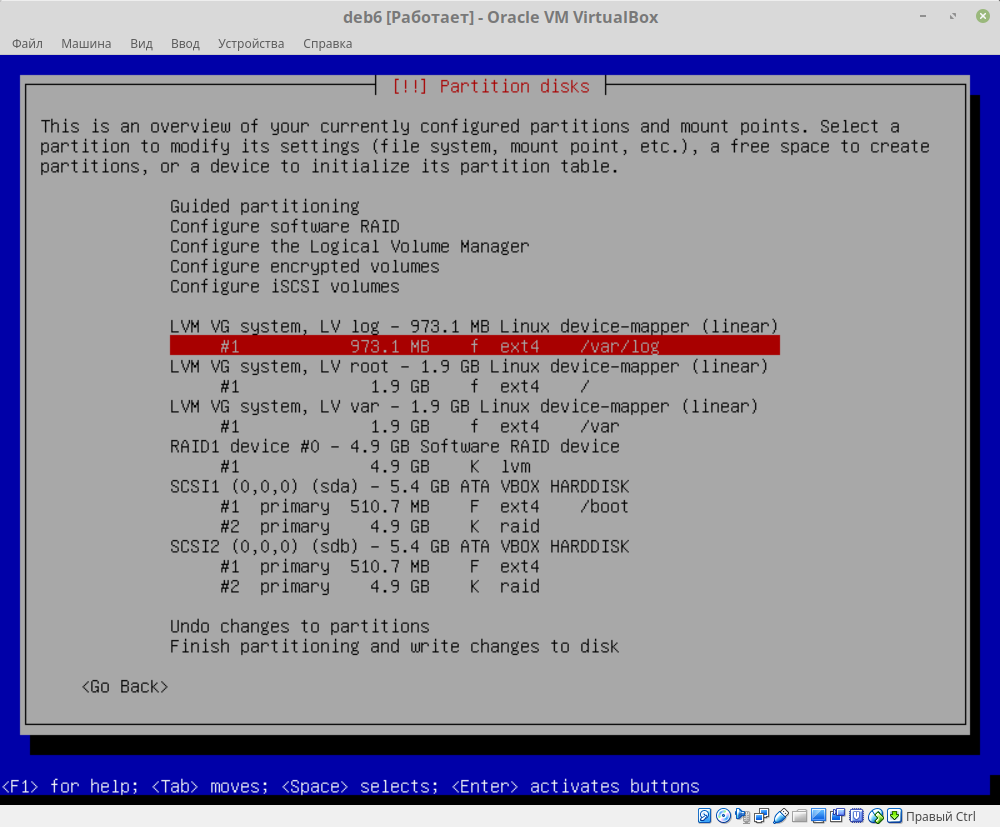 deb6 [Работает] - Oracle VM VirtualBox
Файл Машина Вид Ввод Устройства Справка
[!!] Partition disks
This is an overview of your currently configured partitions and mount points. Select a
partition to modify its settings (file system, mount point, etc.), a free space to create
partitions, or a device to initialize its partition table.
Guided partitioning
Configure software RAID
Configure the Logical Volume Manager
Configure encrypted volumes
Configure iSCSI volumes
LVM VG system, LV log - 973.1 MB Linux device-mapper (linear)
#1 973.1 MB f ext4 /var/log
LVM VG system, LV root - 1.9 GB Linux device-mapper (linear)
#1 1.9 GB f ext4 /
LVM VG system, LV var - 1.9 GB Linux device-mapper (linear)
#1 1.9 GB f ext4 /var
RAID1 device #0 - 4.9 GB Software RAID device
#1 4.9 GB K lvm
SCSI1 (0,0,0) (sda) - 5.4 GB ATA VBOX HARDDISK
#1 primary 510.7 MB F ext4 /boot
#2 primary 4.9 GB K raid
SCSI2 (0,0,0) (sdb) - 5.4 GB ATA VBOX HARDDISK
#1 primary 510.7 MB F ext4
#2 primary 4.9 GB K raid
Undo changes to partitions
Finish partitioning and write changes to disk
<Go Back>
<F1> for help; <Tab> moves; <Space> selects; <Enter> activates buttons
Правый Ctrl